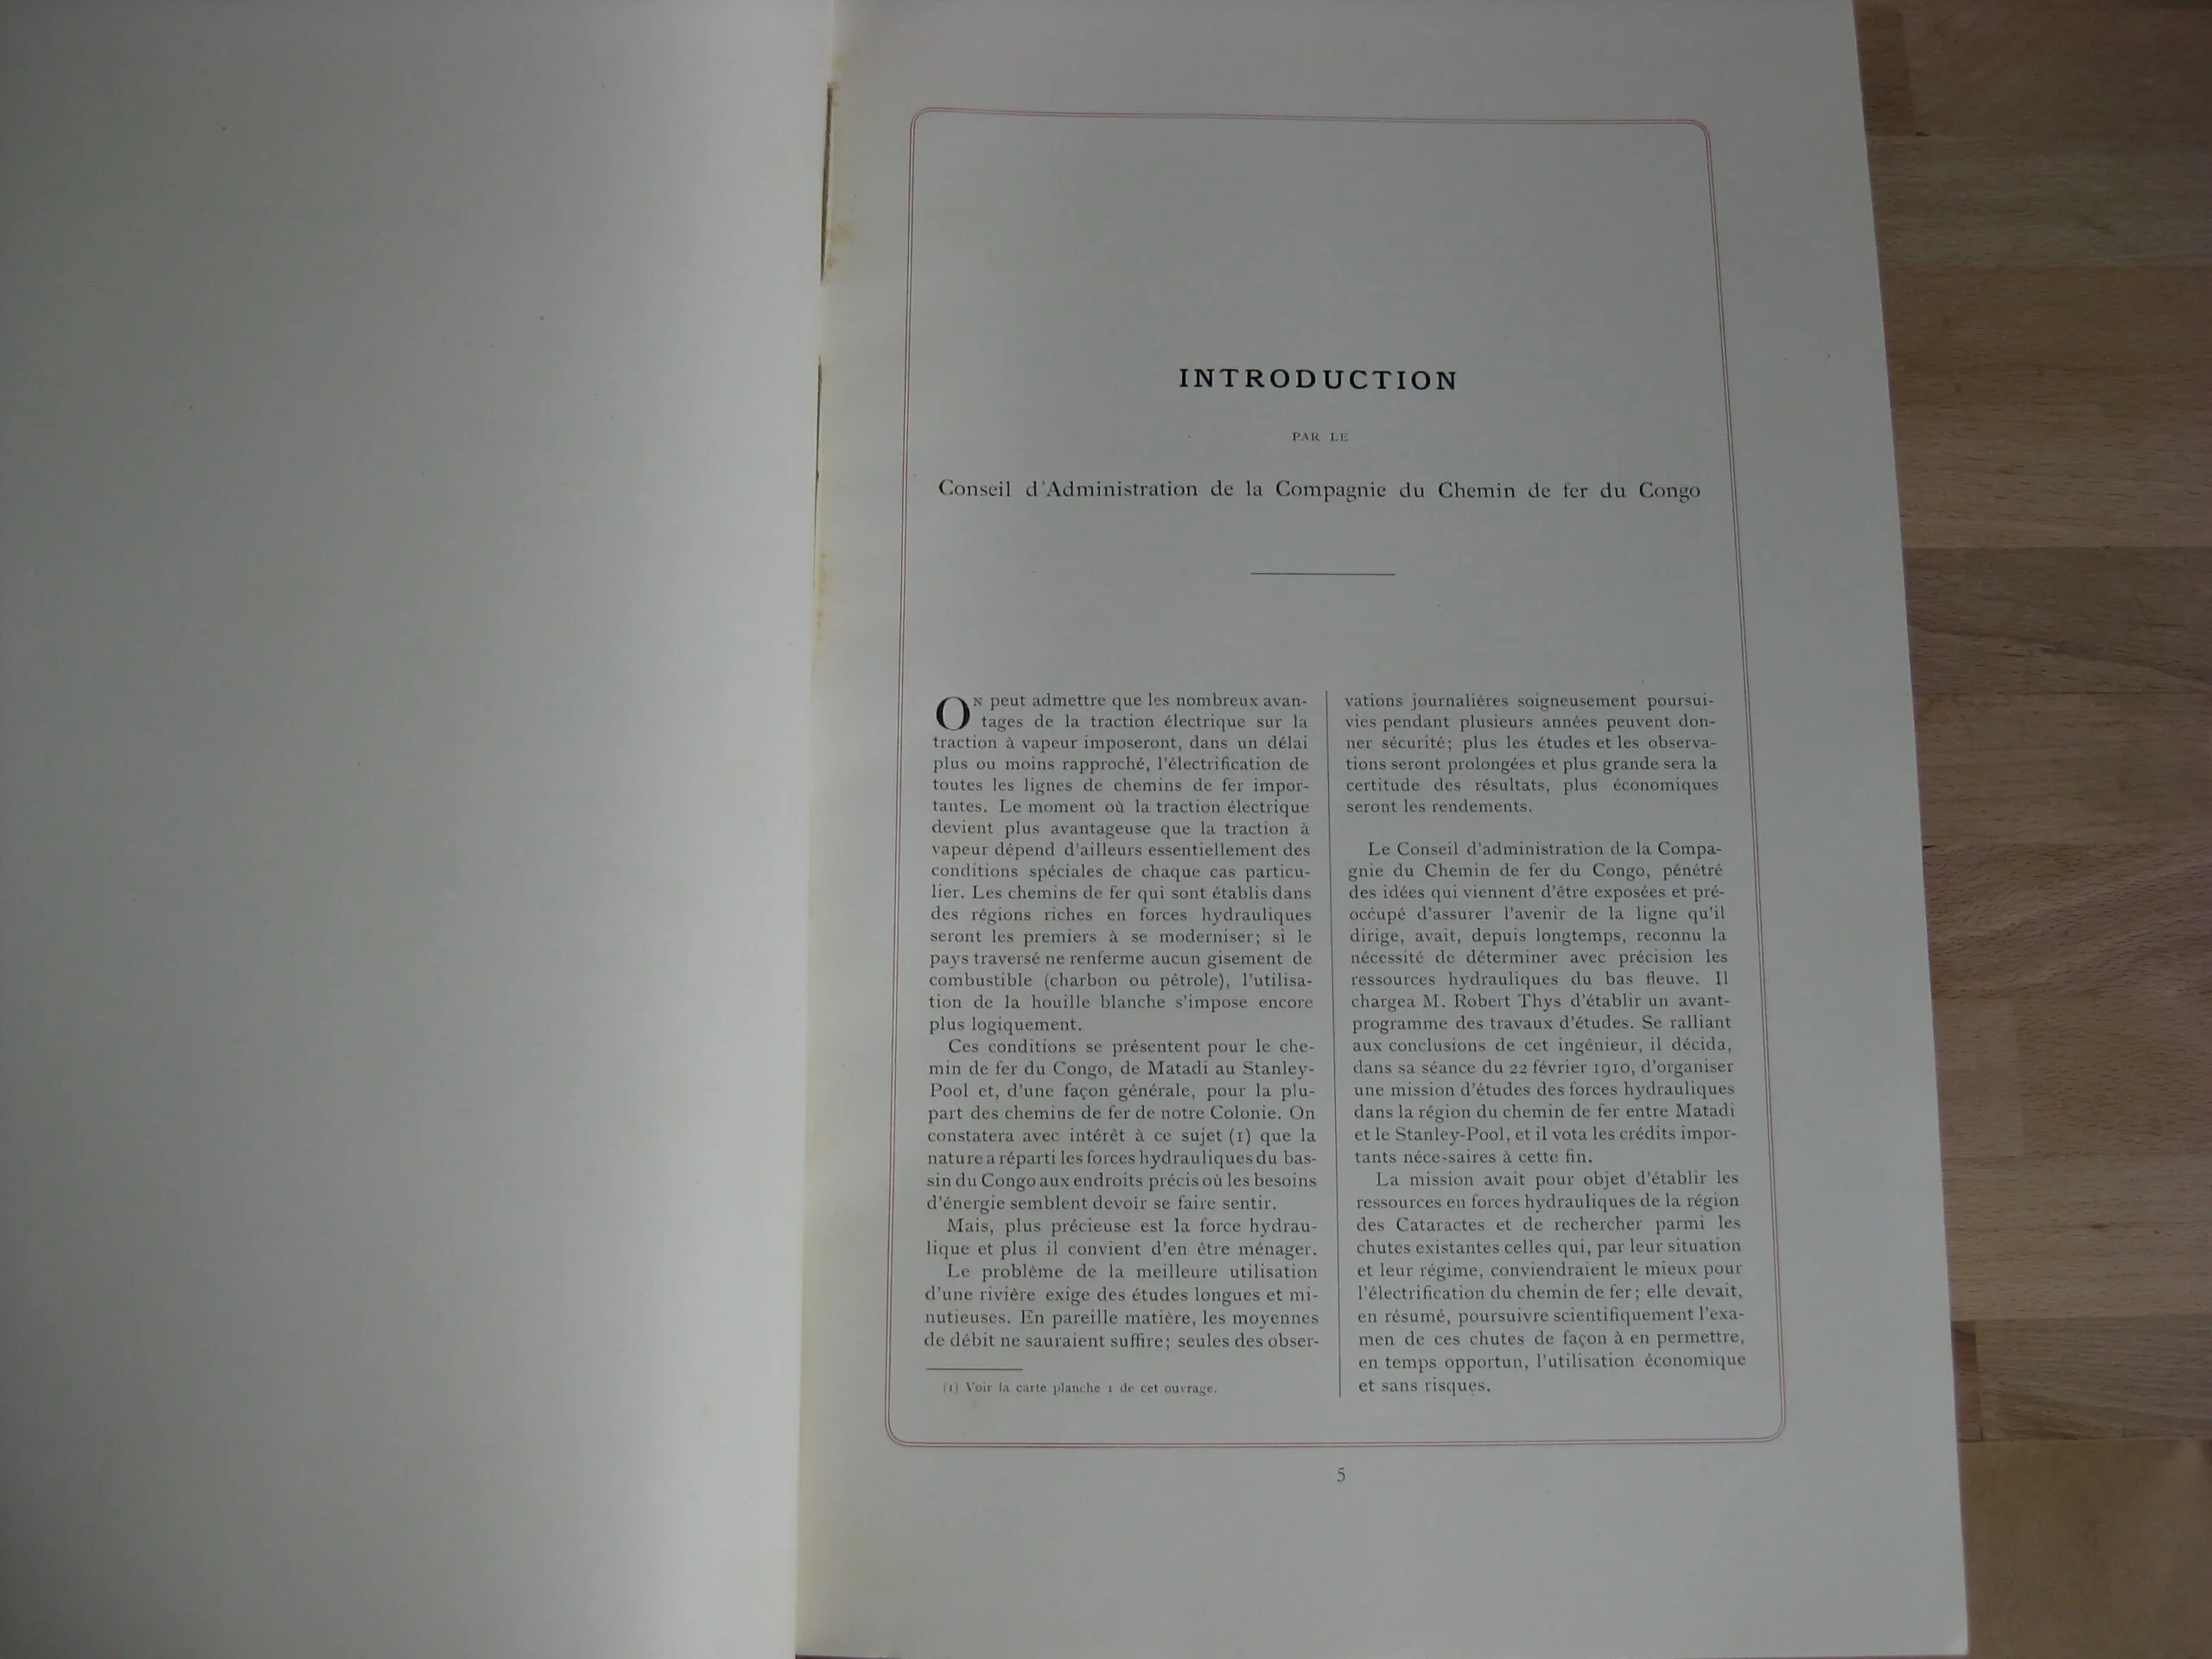 INTRODUCTION
PAR LE
Conseil d'Administration de la Compagnie du Chemin de fer du Congo
ON peut admettre que les nombreux avan-
tages de la traction électrique sur la
traction à vapeur imposeront, dans un délai
plus ou moins rapproché, l'électrification de
toutes les lignes de chemins de fer impor-
tantes. Le moment où la traction électrique
devient plus avantageuse que la traction à
vapeur dépend d'ailleurs essentiellement des
conditions spéciales de chaque cas particu-
lier. Les chemins de fer qui sont établis dans
des régions riches en forces hydrauliques
seront les premiers à se moderniser; si le
pays traversé ne renferme aucun gisement de
combustible (charbon ou pétrole), l'utilisa-
tion de la houille blanche s'impose encore
plus logiquement.
Ces conditions se présentent pour le che-
min de fer du Congo, de Matadi au Stanley-
Pool et, d'une façon générale, pour la plu-
part des chemins de fer de notre Colonie. On
constatera avec intérêt à ce sujet (1) que la
nature a réparti les forces hydrauliques du bas-
sin du Congo aux endroits précis où les besoins
d'énergie semblent devoir se faire sentir.
Mais, plus précieuse est la force hydrau-
lique et plus il convient d'en être ménager.
Le problème de la meilleure utilisation
d'une rivière exige des études longues et mi-
nutieuses. En pareille matière, les moyennes
de débit ne sauraient suffire; seules des obser-
(1) Voir la carte planche 1 de cet ouvrage.
vations journalières soigneusement poursui-
vies pendant plusieurs années peuvent don-
ner sécurité; plus les études et les observa-
tions seront prolongées et plus grande sera la
certitude des résultats, plus économiques
seront les rendements.
Le Conseil d'administration de la Compa-
gnie du Chemin de fer du Congo, pénétré
des idées qui viennent d'être exposées et pré-
occupé d'assurer l'avenir de la ligne qu'il
dirige, avait, depuis longtemps, reconnu la
nécessité de déterminer avec précision les
ressources hydrauliques du bas fleuve. Il
chargea M. Robert Thys d'établir un avant-
programme des travaux d'études. Se ralliant
aux conclusions de cet ingénieur, il décida,
dans sa séance du 22 février 1910, d'organiser
une mission d'études des forces hydrauliques
dans la région du chemin de fer entre Matadi
et le Stanley-Pool, et il vota les crédits impor-
tants nécessaires à cette fin.
La mission avait pour objet d'établir les
ressources en forces hydrauliques de la région
des Cataractes et de rechercher parmi les
chutes existantes celles qui, par leur situation
et leur régime, conviendraient le mieux pour
l'électrification du chemin de fer; elle devait,
en résumé, poursuivre scientifiquement l'exa-
men de ces chutes de façon à en permettre,
en temps opportun, l'utilisation économique
et sans risques.
5